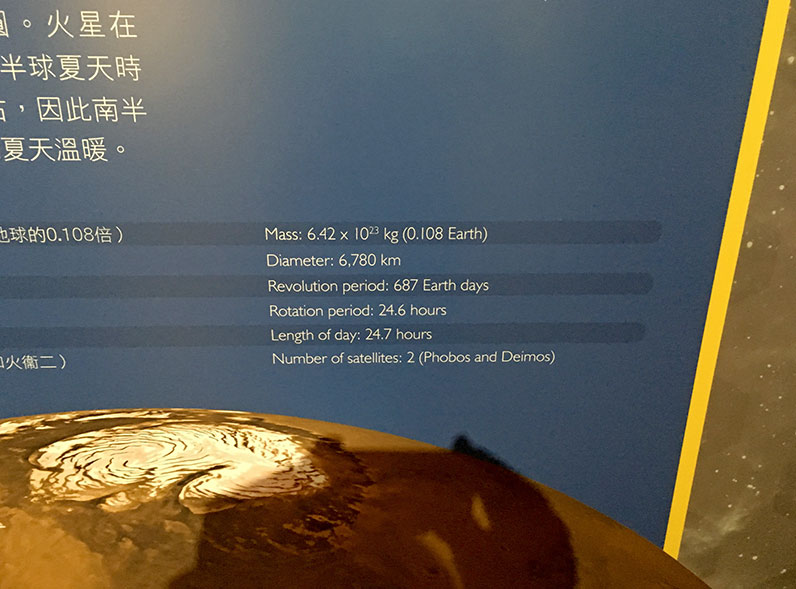 圓。火星在
半球夏天時
，因此南半
夏天溫暖。
地球的0.108倍）
Mass: 6.42 x 10²³ kg (0.108 Earth)
Diameter: 6,780 km
Revolution period: 687 Earth days
Rotation period: 24.6 hours
Length of day: 24.7 hours
和火衞二）
Number of satellites: 2 (Phobos and Deimos)